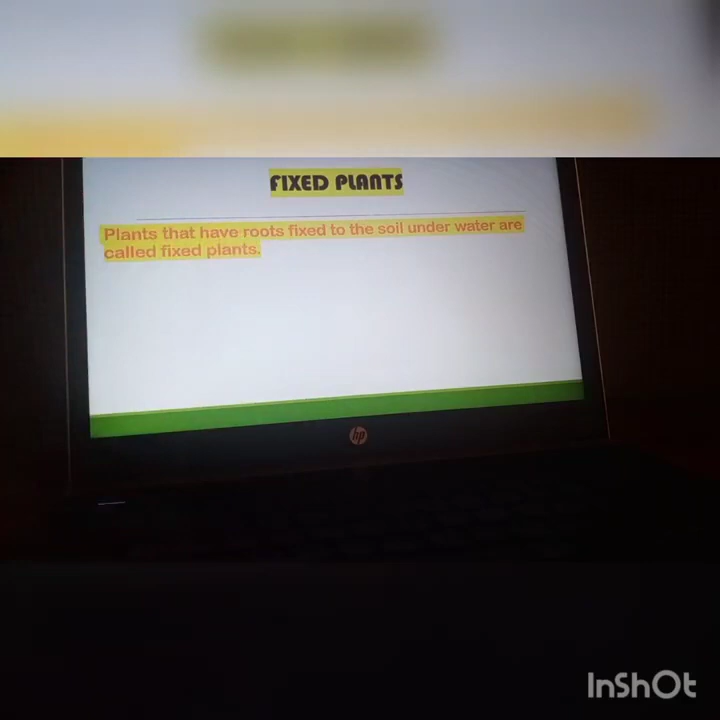 FIXED PLANTS
Plants that have roots fixed to the soil under water are
called fixed plants.
hp
InShOt